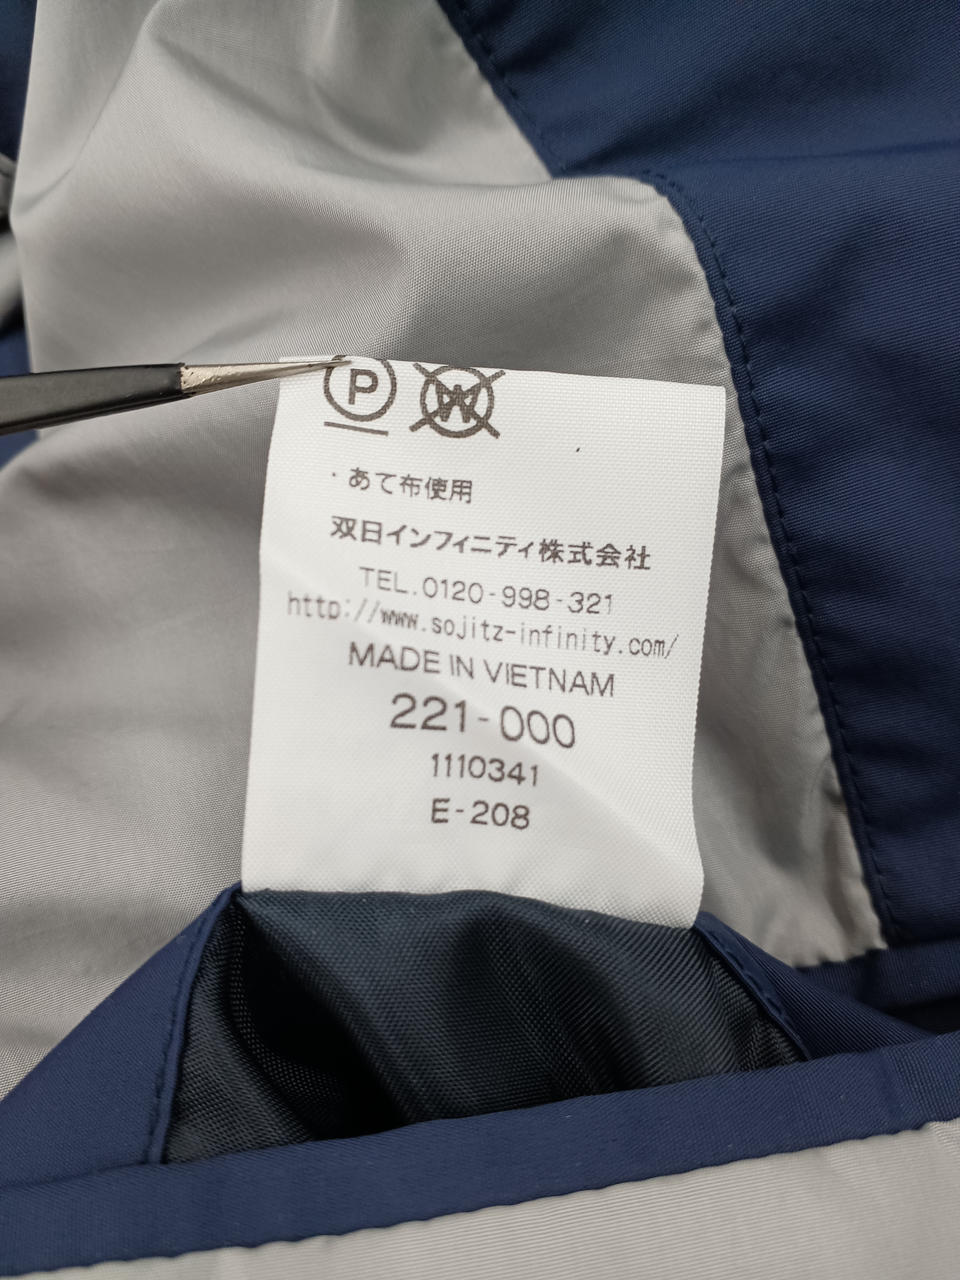 P W
・あて布使用
双日インフィニティ株式会社
TEL.0120-998-321
http://www.sojitz-infinity.com/
MADE IN VIETNAM
221-000
1110341
E-208